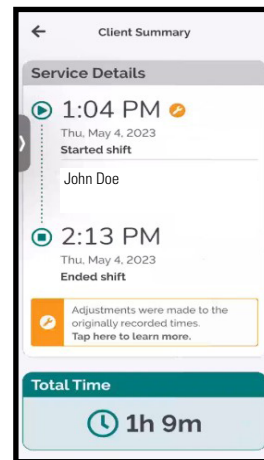 Client Summary
Service Details
1:04 PM
Thu, May 4, 2023
Started shift
John Doe
2:13 PM
Thu, May 4, 2023
Ended shift
Adjustments were made to the
originally recorded times.
Tap here to learn more.
Total Time
1h 9m